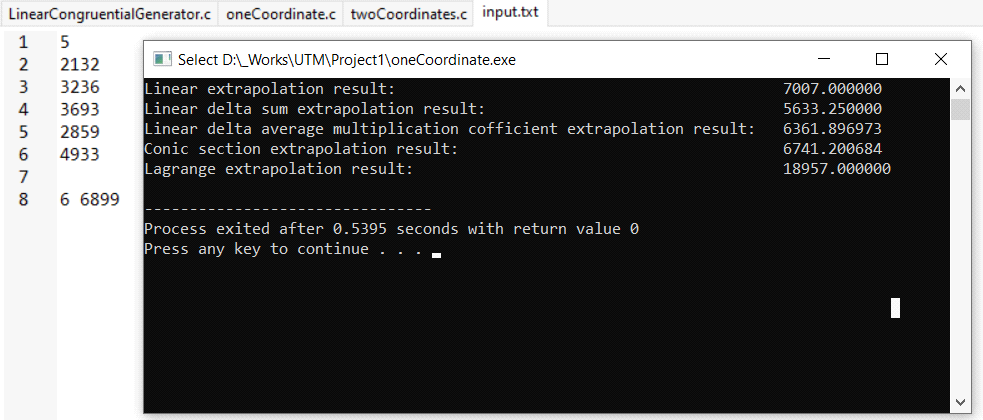 LinearCongruentialGenerator.c oneCoordinate.c twoCoordinates.c input.txt
1 5
2 2132
3 3236
4 3693
5 2859
6 4933
7
8 6 6899
Select D:\_Works\UTM\Project1\oneCoordinate.exe
Linear extrapolation result: 7007.000000
Linear delta sum extrapolation result: 5633.250000
Linear delta average multiplication cofficient extrapolation result: 6361.896973
Conic section extrapolation result: 6741.200684
Lagrange extrapolation result: 18957.000000
--------------------------------
Process exited after 0.5395 seconds with return value 0
Press any key to continue . . .